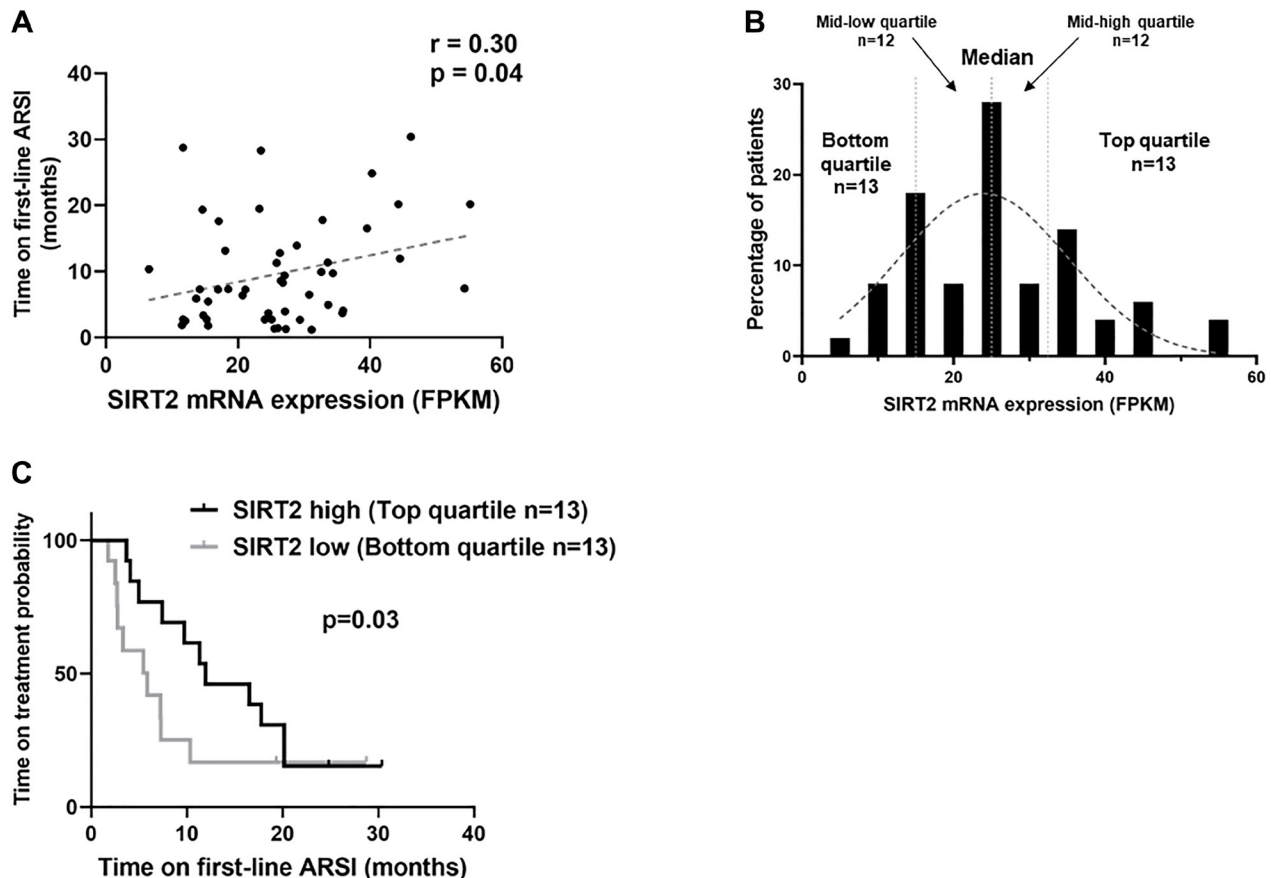 A
r = 0.30
p = 0.04
Time on first-line ARSI
(months)
40
30
20
10
0
0 20 40 60
SIRT2 mRNA expression (FPKM)
B
Mid-low quartile
n=12
Mid-high quartile
n=12
Median
Bottom
quartile
n=13
Top quartile
n=13
Percentage of patients
30
20
10
0
0 20 40 60
SIRT2 mRNA expression (FPKM)
C
SIRT2 high (Top quartile n=13)
SIRT2 low (Bottom quartile n=13)
p=0.03
Time on treatment probability
100
50
0
0 10 20 30 40
Time on first-line ARSI (months)